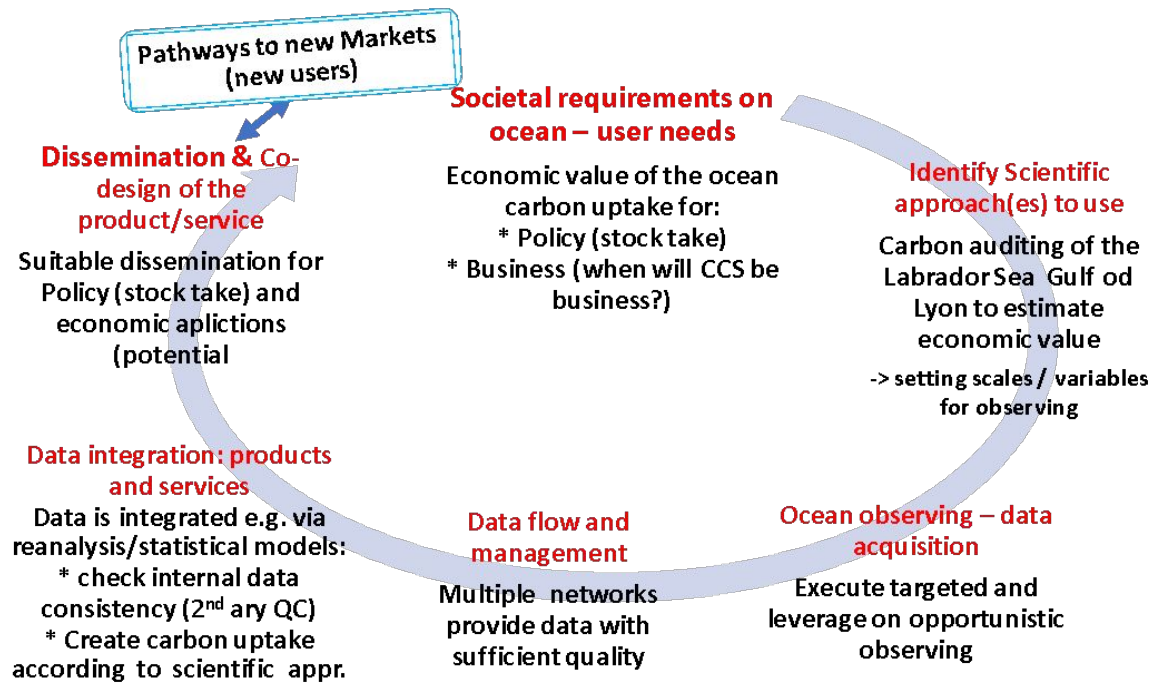 Pathways to new Markets
(new users)
Societal requirements on
ocean – user needs
Economic value of the ocean
carbon uptake for:
* Policy (stock take)
* Business (when will CCS be
business?)
Identify Scientific
approach(es) to use
Carbon auditing of the
Labrador Sea Gulf od
Lyon to estimate
economic value
-> setting scales / variables
for observing
Ocean observing – data
acquisition
Execute targeted and
leverage on opportunistic
observing
Data flow and
management
Multiple networks
provide data with
sufficient quality
Data integration: products
and services
Data is integrated e.g. via
reanalysis/statistical models:
* check internal data
consistency (2nd ary QC)
* Create carbon uptake
according to scientific appr.
Dissemination & Co-
design of the
product/service
Suitable dissemination for
Policy (stock take) and
economic aplictions
(potential